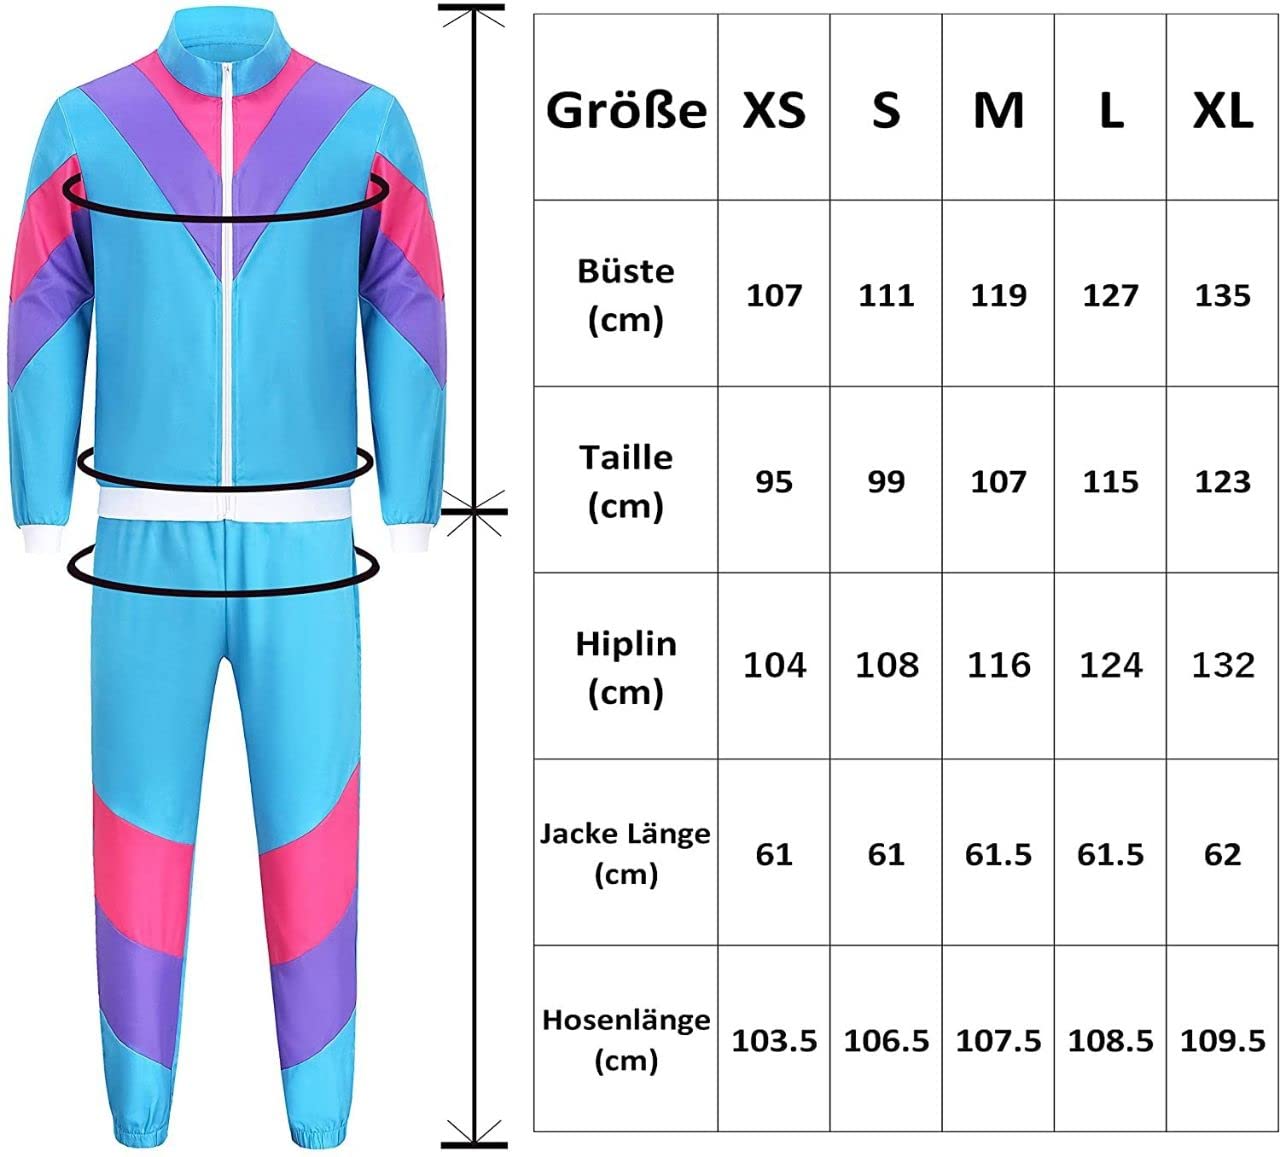 Größe XS S M L XL
Büste
(cm) 107 111 119 127 135
Taille
(cm) 95 99 107 115 123
Hiplin
(cm) 104 108 116 124 132
Jacke Länge
(cm) 61 61 61.5 61.5 62
Hosenlänge
(cm) 103.5 106.5 107.5 108.5 109.5